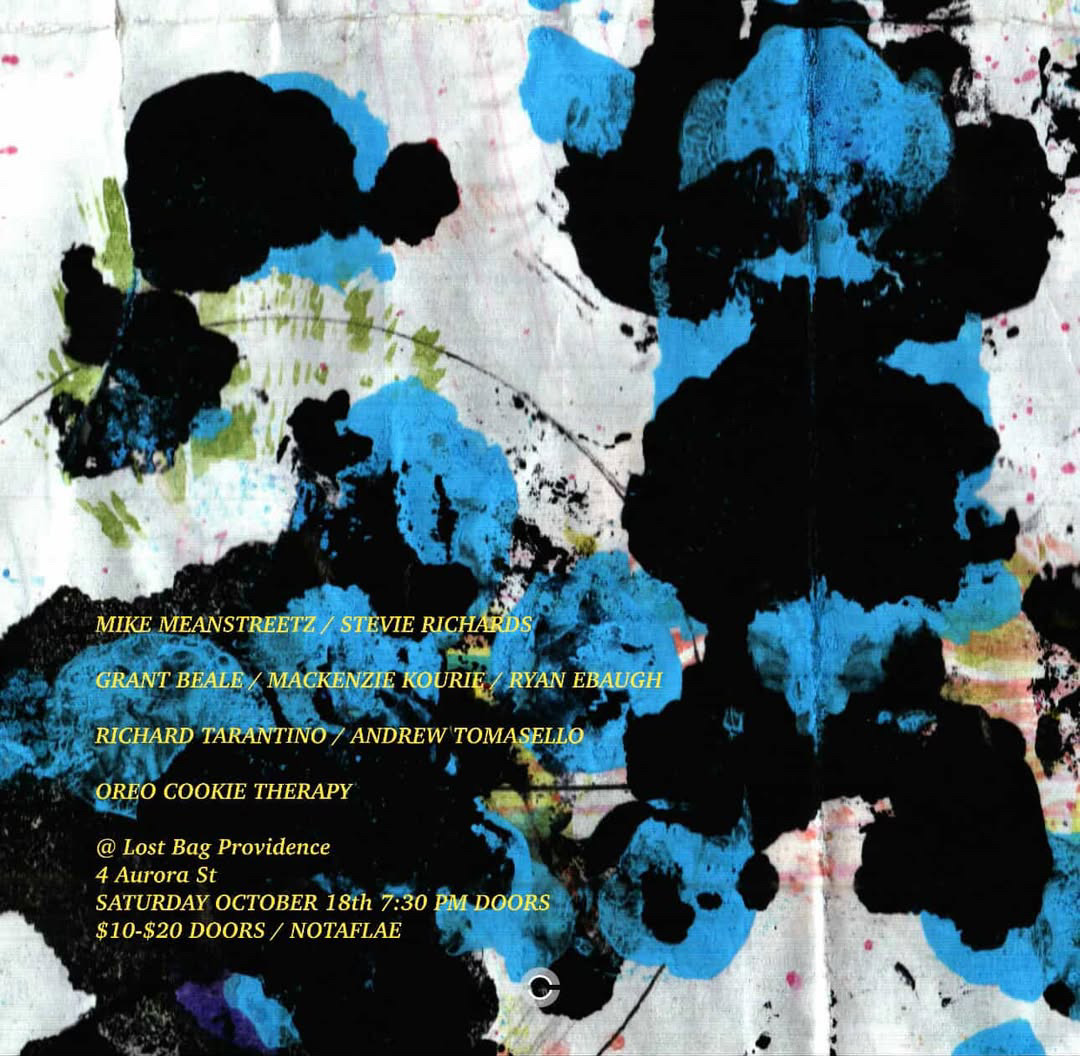 MIKE MEANSTREETZ / STEVIE RICHARDS
GRANT BEALE / MACKENZIE KOURIE / RYAN EBAUGH
RICHARD TARANTINO / ANDREW TOMASELLO
OREO COOKIE THERAPY
@ Lost Bag Providence
4 Aurora St
SATURDAY OCTOBER 18th 7:30 PM DOORS
$10-$20 DOORS / NOTAFLAE